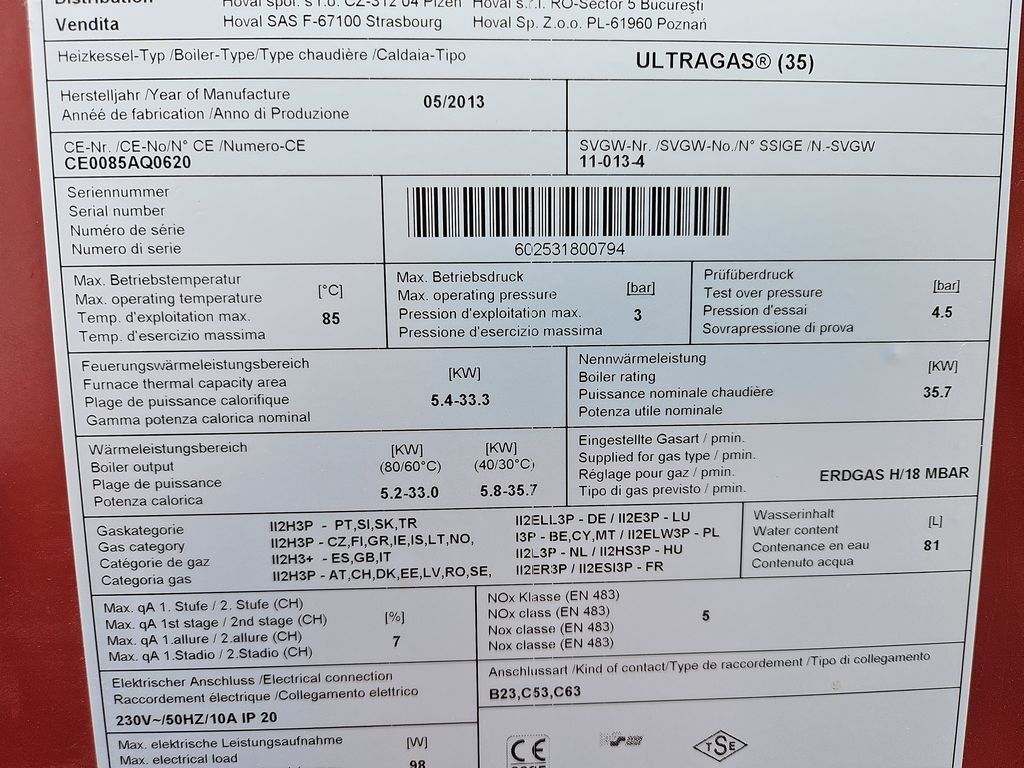 Distribution
Hoval spol. s r.o. CZ-312 04 Plzen
Hoval s.r.l. RO-Sector 5 Bucureşti
Vendita
Hoval SAS F-67100 Strasbourg
Hoval Sp. Z.o.o. PL-61960 Poznań
Heizkessel-Typ /Boiler-Type/Type chaudière /Caldaia-Tipo
ULTRAGAS® (35)
Herstelljahr /Year of Manufacture
Annéé de fabrication /Anno di Produzione
05/2013
CE-Nr. /CE-No/N° CE /Numero-CE
CE0085AQ0620
SVGW-Nr. /SVGW-No./N° SSIGE /N.-SVGW
11-013-4
Seriennummer
Serial number
Numéro de série
Numero di serie
602531800794
Max. Betriebstemperatur
Max. operating temperature
Temp. d'exploitation max.
Temp. d'esercizio massima
[°C]
85
Max. Betriebsdruck
Max. operating pressure
Pression d'exploitation max.
Pressione d'esercizio massima
[bar]
3
Prüfüberdruck
Test over pressure
Pression d'essai
Sovrapressione di prova
[bar]
4.5
Feuerungswärmeleistungsbereich
Furnace thermal capacity area
Plage de puissance calorifique
Gamma potenza calorica nominal
[KW]
5.4-33.3
Nennwärmeleistung
Boiler rating
Puissance nominale chaudière
Potenza utile nominale
[KW]
35.7
Wärmeleistungsbereich
Boiler output
Plage de puissance
Potenza calorica
[KW] [KW]
(80/60°C) (40/30°C)
5.2-33.0 5.8-35.7
Eingestellte Gasart / pmin.
Supplied for gas type / pmin.
Réglage pour gaz / pmin.
Tipo di gas previsto / pmin.
ERDGAS H/18 MBAR
Gaskategorie
Gas category
Catégorie de gaz
Categoria gas
II2H3P - PT,SI,SK,TR
II2H3P - CZ,FI,GR,IE,IS,LT,NO,
II2H3+ - ES,GB,IT
II2H3P - AT,CH,DK,EE,LV,RO,SE,
II2ELL3P - DE / II2E3P - LU
I3P - BE,CY,MT / II2ELW3P - PL
II2L3P - NL / II2HS3P - HU
II2ER3P / II2ESI3P - FR
Wasserinhalt
Water content
Contenance en eau
Contenuto acqua
[L]
81
Max. qA 1. Stufe / 2. Stufe (CH)
Max. qA 1st stage / 2nd stage (CH)
Max. qA 1.allure / 2.allure (CH)
Max. qA 1.Stadio / 2.Stadio (CH)
[%]
7
NOx Klasse (EN 483)
NOx class (EN 483)
Nox classe (EN 483)
Nox classe (EN 483)
5
Elektrischer Anschluss /Electrical connection
Raccordement électrique /Collegamento elettrico
230V~/50HZ/10A IP 20
Anschlussart /Kind of contact/Type de raccordement /Tipo di collegamento
B23,C53,C63
Max. elektrische Leistungsaufnahme
Max. electrical load
[W]
98
CE
TSE